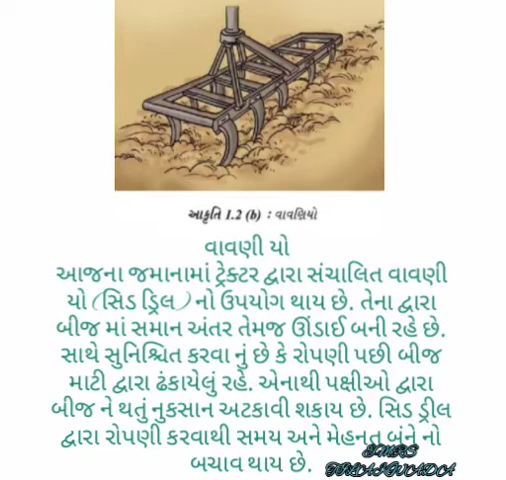 આકૃતિ 1.2 (b) : વાવણિયો
વાવણી યો
આજના જમાનામાં ટ્રેક્ટર દ્વારા સંચાલિત વાવણી
યો (સિડ ડ્રિલ) નો ઉપયોગ થાય છે. તેના દ્વારા
બીજ માં સમાન અંતર તેમજ ઊંડાઈ બની રહે છે.
સાથે સુનિશ્ચિત કરવા નું છે કે રોપણી પછી બીજ
માટી દ્વારા ઢંકાયેલું રહે. એનાથી પક્ષીઓ દ્વારા
બીજ ને થતું નુકસાન અટકાવી શકાય છે. સિડ ડ્રીલ
દ્વારા રોપણી કરવાથી સમય અને મેહનત બંને નો
બચાવ થાય છે.